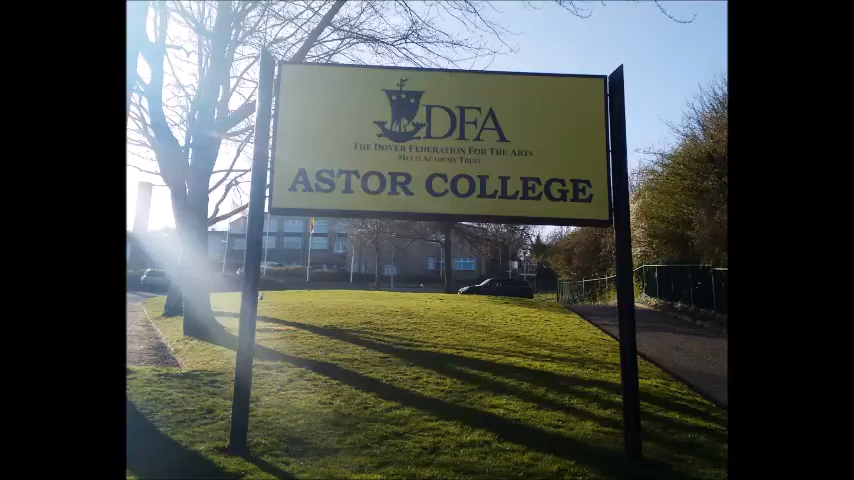 DFA
THE DOVER FEDERATION FOR THE ARTS
MULTI ACADEMY TRUST
ASTOR COLLEGE